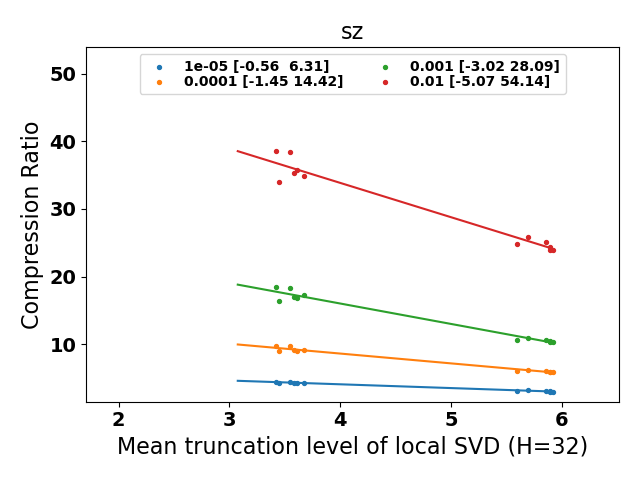 sz
1e-05 [-0.56  6.31]
0.0001 [-1.45 14.42]
0.001 [-3.02 28.09]
0.01 [-5.07 54.14]
Compression Ratio
50
40
30
20
10
2 3 4 5 6
Mean truncation level of local SVD (H=32)